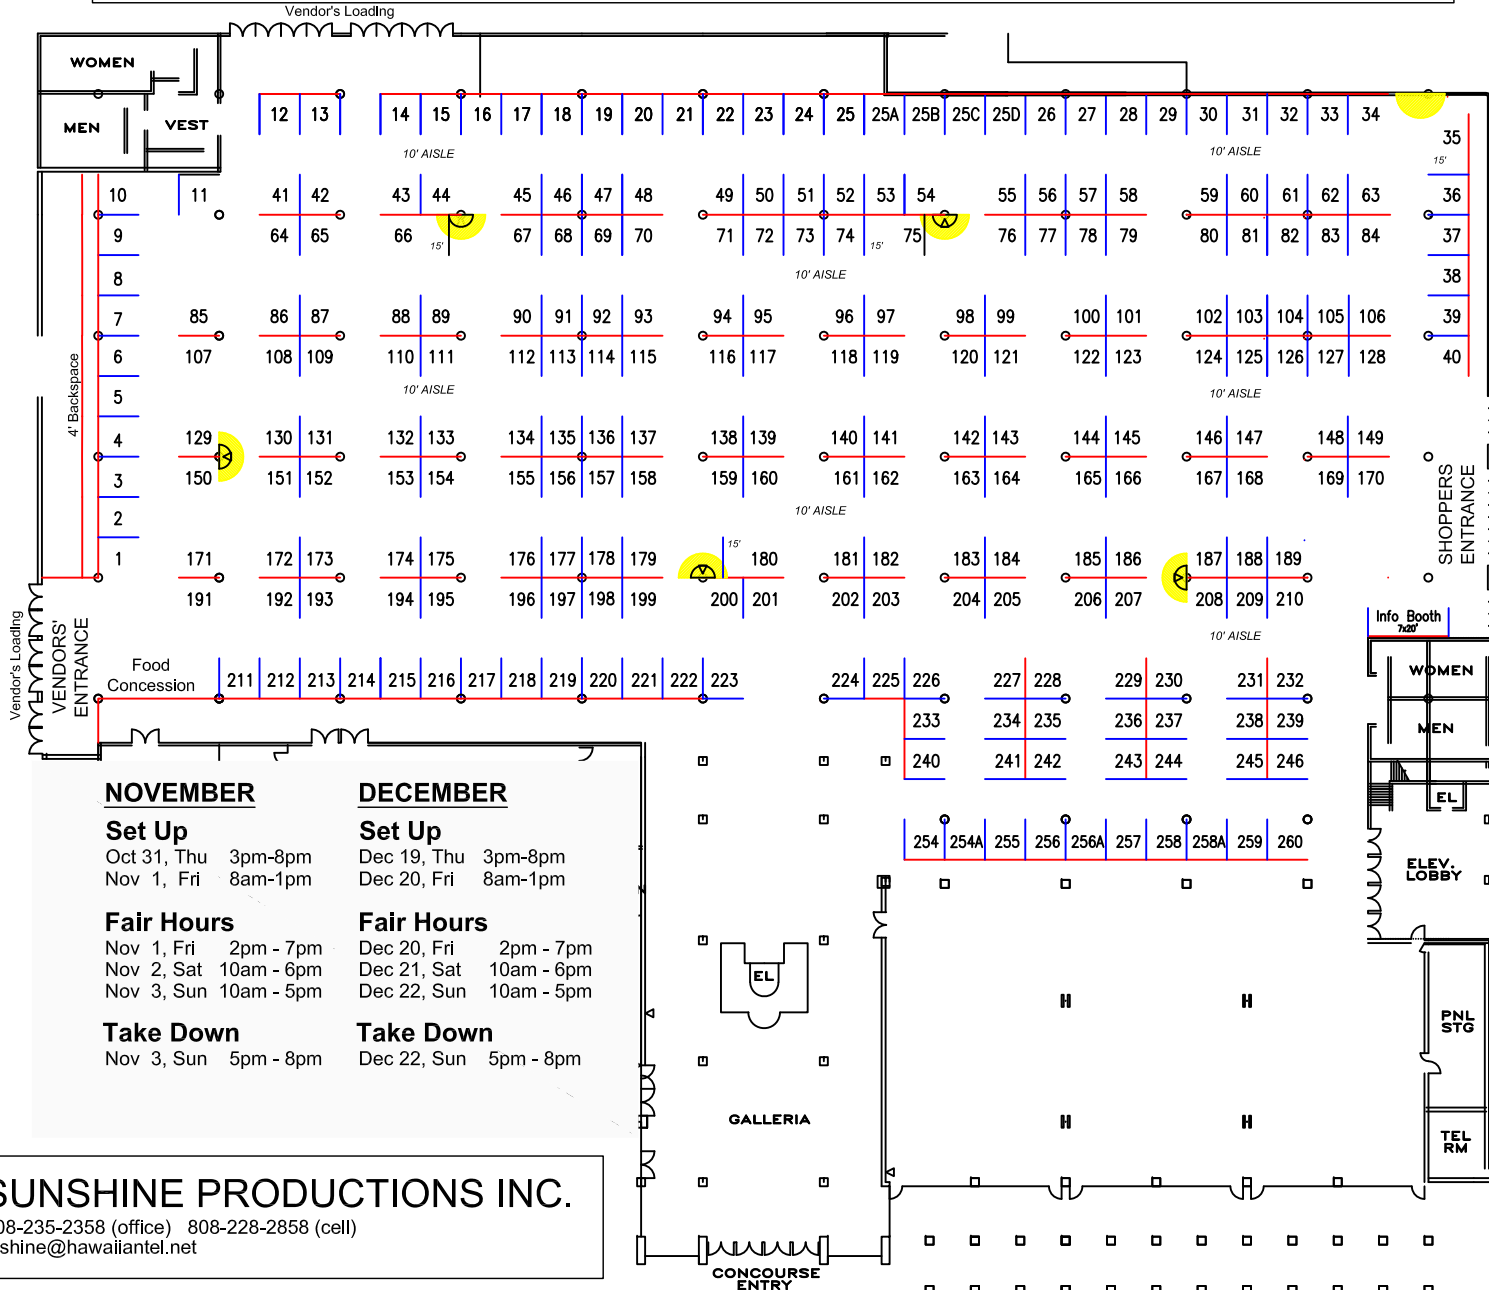 Vendor's Loading
WOMEN
MEN
VEST
12 13 14 15 16 17 18 19 20 21 22 23 24 25 25A 25B 25C 25D 26 27 28 29 30 31 32 33 34
35
10' AISLE 10' AISLE
15'
10 11 41 42 43 44 45 46 47 48 49 50 51 52 53 54 55 56 57 58 59 60 61 62 63 36
9 64 65 66 15' 67 68 69 70 71 72 73 74 15' 75 76 77 78 79 80 81 82 83 84 37
10' AISLE
8 38
7 85 86 87 88 89 90 91 92 93 94 95 96 97 98 99 100 101 102 103 104 105 106 39
6 107 108 109 110 111 112 113 114 115 116 117 118 119 120 121 122 123 124 125 126 127 128 40
4' Backspace
10' AISLE 10' AISLE
5
4 129 130 131 132 133 134 135 136 137 138 139 140 141 142 143 144 145 146 147 148 149
3 150 151 152 153 154 155 156 157 158 159 160 161 162 163 164 165 166 167 168 169 170
SHOPPERS
ENTRANCE
10' AISLE
2
15'
1 171 172 173 174 175 176 177 178 179 180 181 182 183 184 185 186 187 188 189
191 192 193 194 195 196 197 198 199 200 201 202 203 204 205 206 207 208 209 210
Info Booth
7x20'
10' AISLE
Vendor's Loading
VENDORS'
ENTRANCE
Food
Concession
211 212 213 214 215 216 217 218 219 220 221 222 223 224 225 226 227 228 229 230 231 232
WOMEN
233 234 235 236 237 238 239
MEN
240 241 242 243 244 245 246
EL
254 254A 255 256 256A 257 258 258A 259 260
ELEV.
LOBBY
NOVEMBER
Set Up
Oct 31, Thu 3pm-8pm
Nov 1, Fri 8am-1pm
Fair Hours
Nov 1, Fri 2pm - 7pm
Nov 2, Sat 10am - 6pm
Nov 3, Sun 10am - 5pm
Take Down
Nov 3, Sun 5pm - 8pm
DECEMBER
Set Up
Dec 19, Thu 3pm-8pm
Dec 20, Fri 8am-1pm
Fair Hours
Dec 20, Fri 2pm - 7pm
Dec 21, Sat 10am - 6pm
Dec 22, Sun 10am - 5pm
Take Down
Dec 22, Sun 5pm - 8pm
EL
PNL
STG
GALLERIA
TEL
RM
SUNSHINE PRODUCTIONS INC.
08-235-2358 (office) 808-228-2858 (cell)
shine@hawaiiantel.net
CONCOURSE
ENTRY